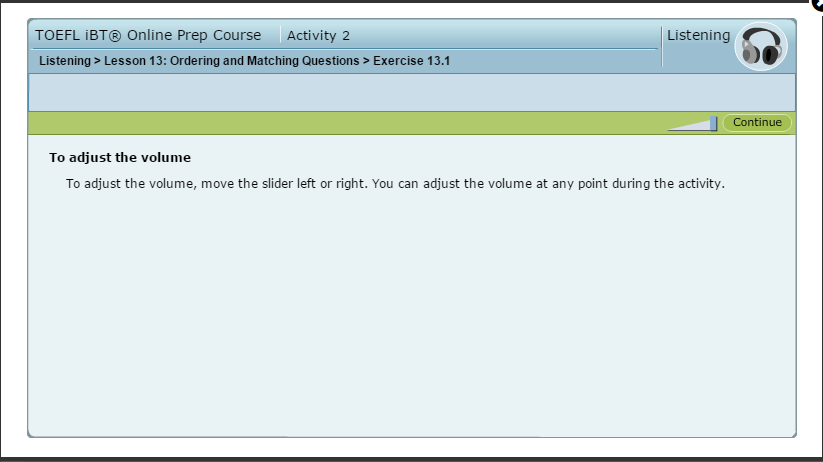 TOEFL iBT® Online Prep Course Activity 2 Listening
Listening > Lesson 13: Ordering and Matching Questions > Exercise 13.1
Continue
To adjust the volume
To adjust the volume, move the slider left or right. You can adjust the volume at any point during the activity.